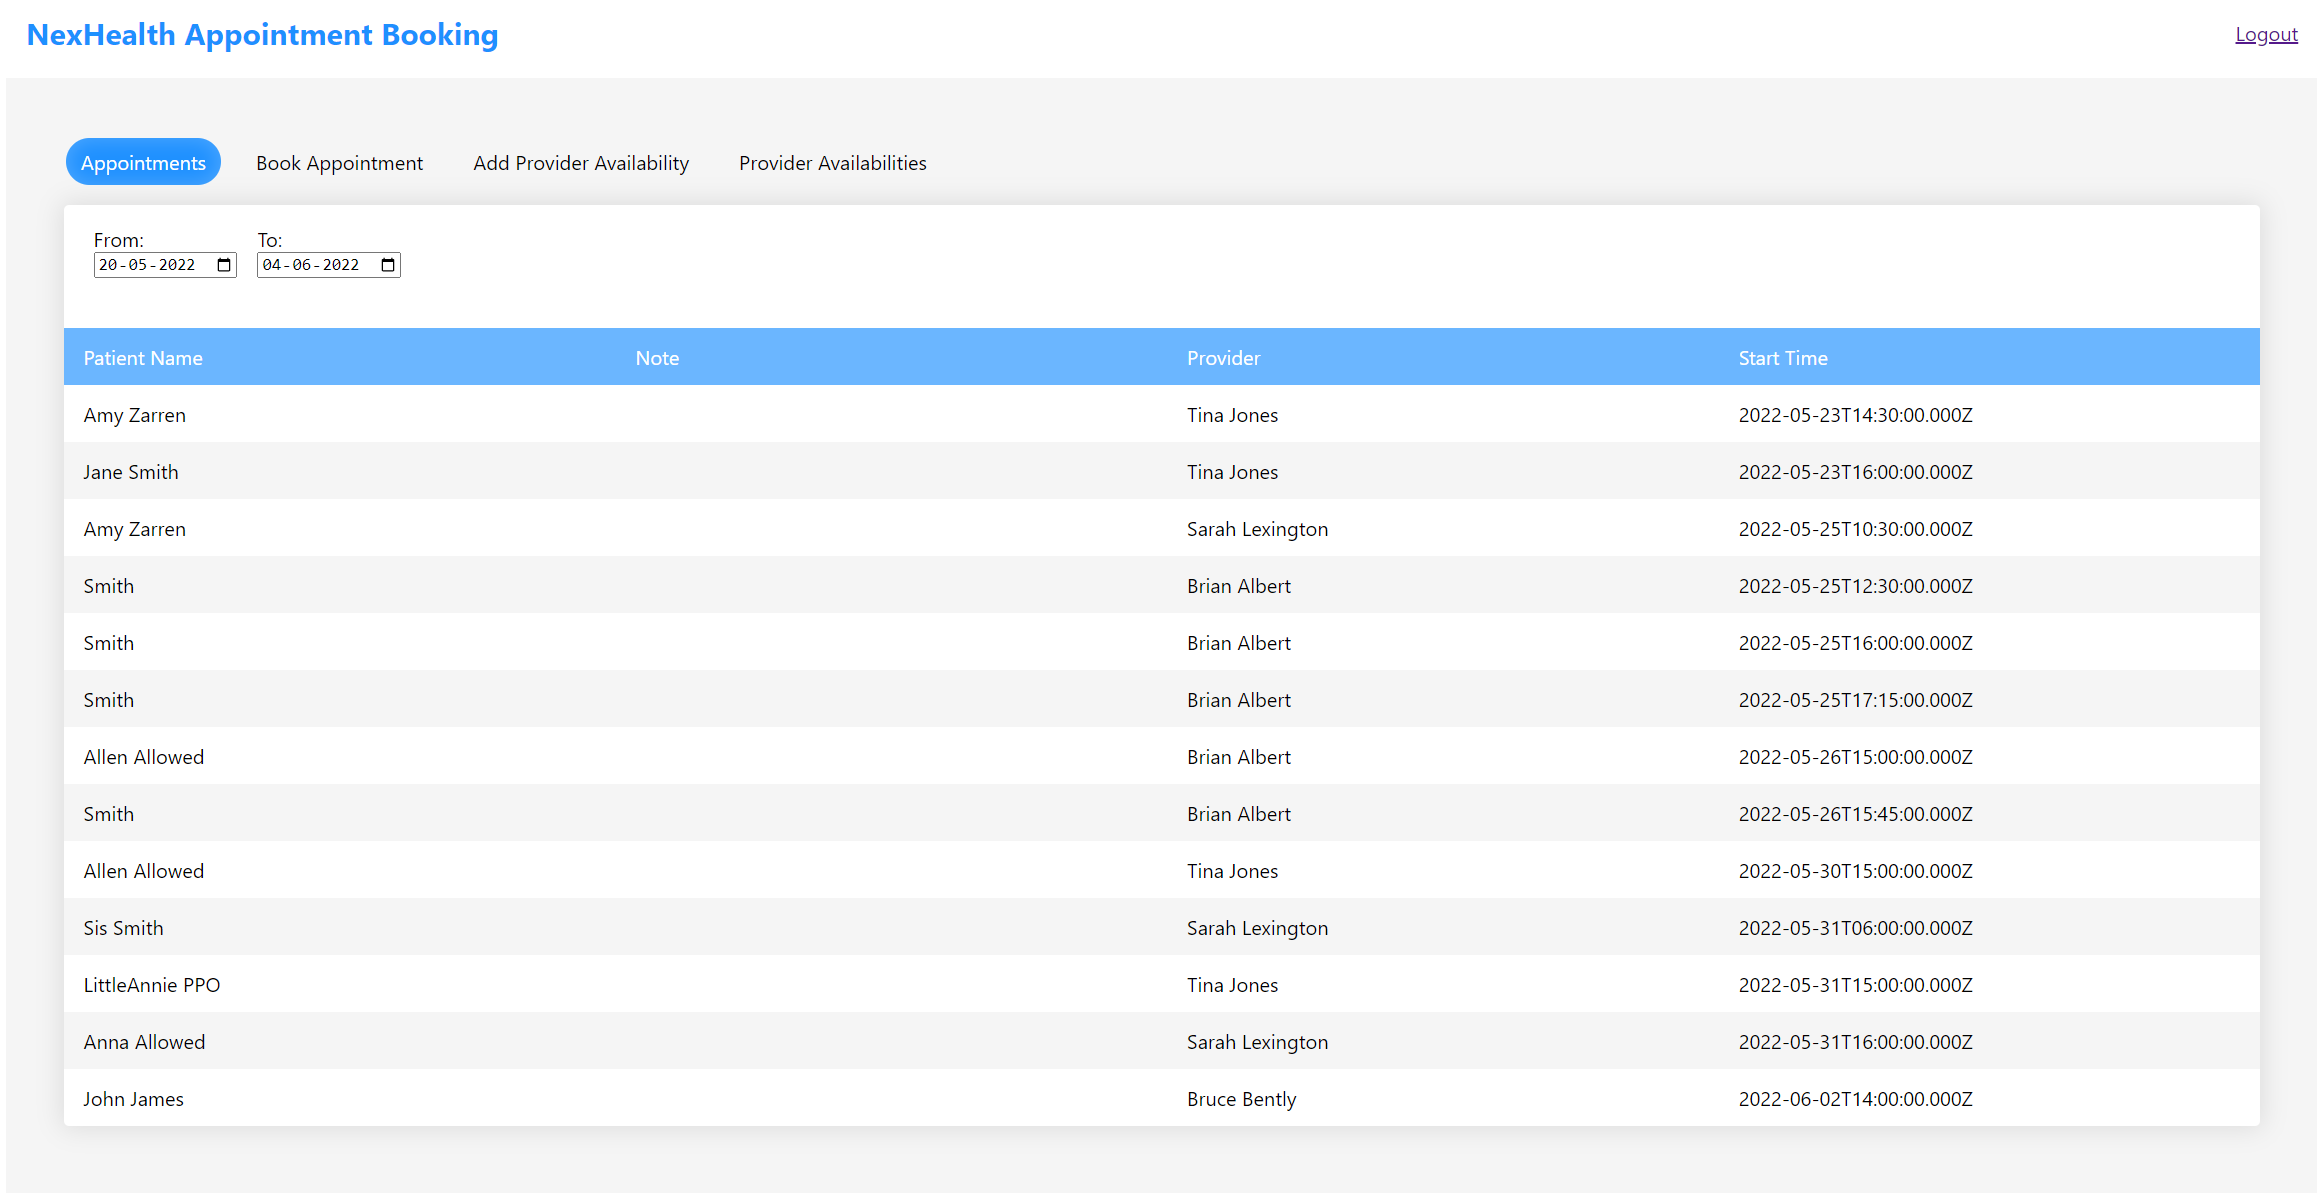 NexHealth Appointment Booking Logout
Appointments Book Appointment Add Provider Availability Provider Availabilities
From: To:
20-05-2022 04-06-2022
Patient Name Note Provider Start Time
Amy Zarren Tina Jones 2022-05-23T14:30:00.000Z
Jane Smith Tina Jones 2022-05-23T16:00:00.000Z
Amy Zarren Sarah Lexington 2022-05-25T10:30:00.000Z
Smith Brian Albert 2022-05-25T12:30:00.000Z
Smith Brian Albert 2022-05-25T16:00:00.000Z
Smith Brian Albert 2022-05-25T17:15:00.000Z
Allen Allowed Brian Albert 2022-05-26T15:00:00.000Z
Smith Brian Albert 2022-05-26T15:45:00.000Z
Allen Allowed Tina Jones 2022-05-30T15:00:00.000Z
Sis Smith Sarah Lexington 2022-05-31T06:00:00.000Z
LittleAnnie PPO Tina Jones 2022-05-31T15:00:00.000Z
Anna Allowed Sarah Lexington 2022-05-31T16:00:00.000Z
John James Bruce Bently 2022-06-02T14:00:00.000Z